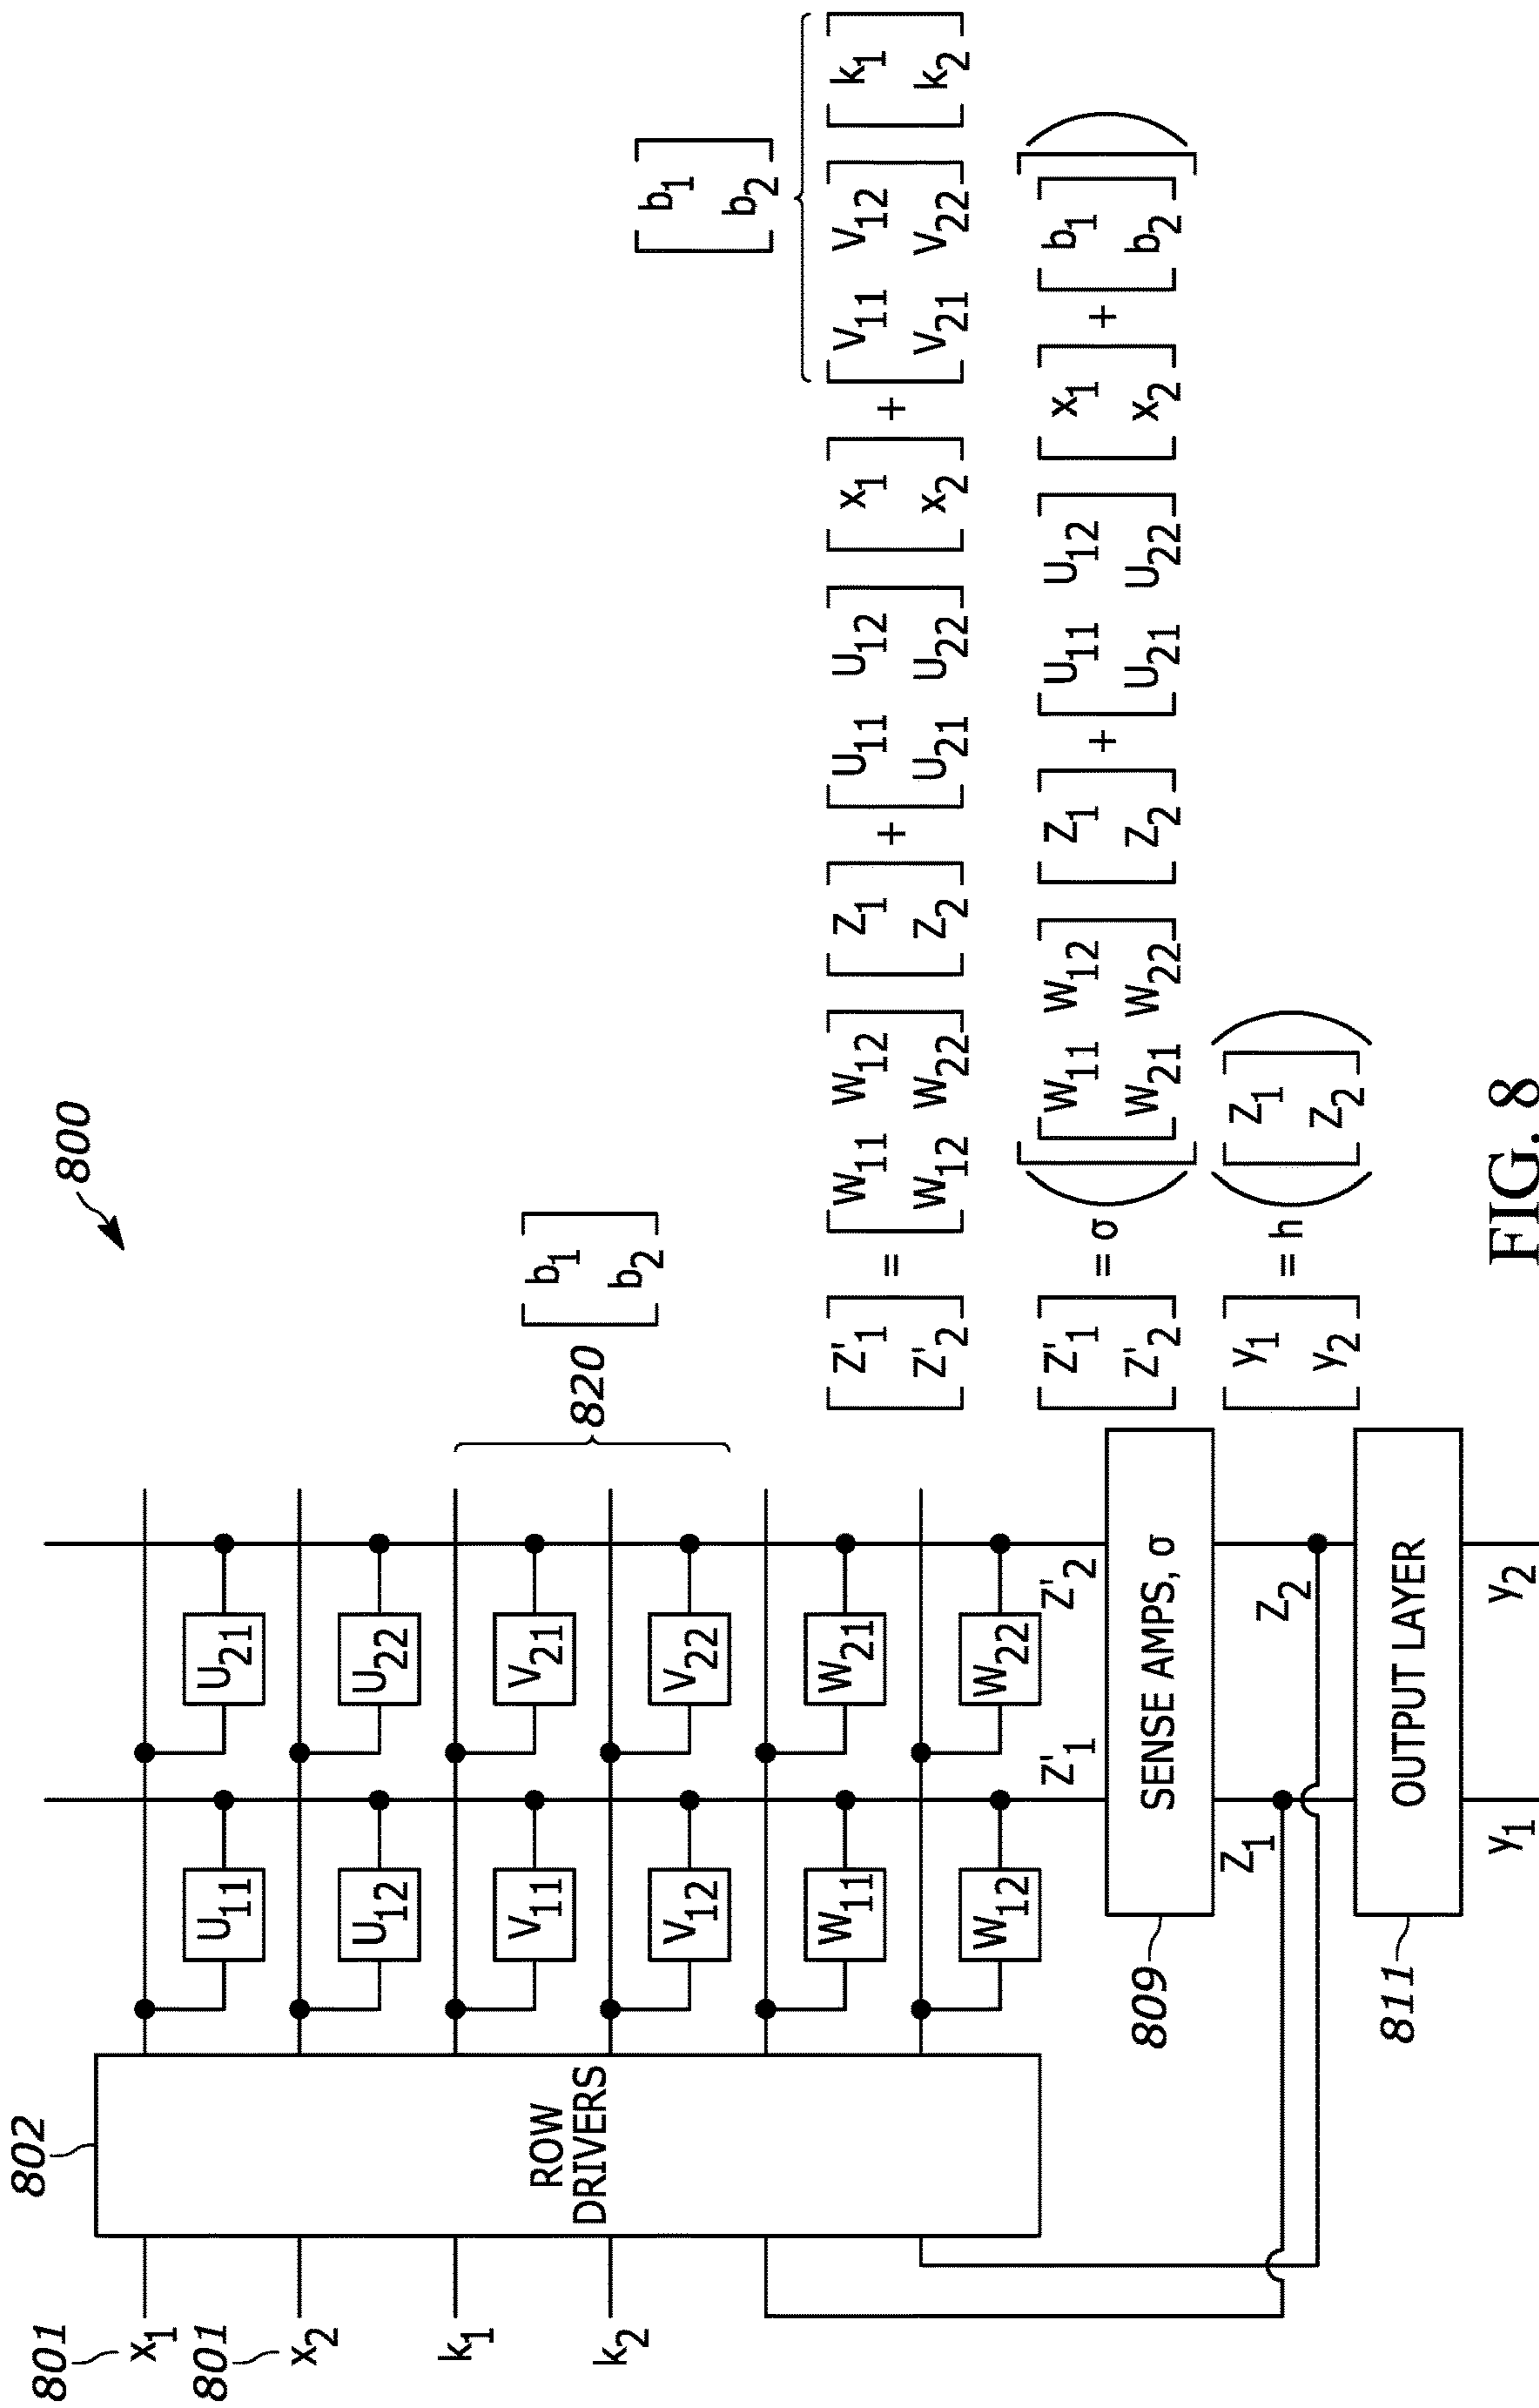 800
802
801
x1
801
x2
k1
k2
ROW
DRIVERS
U11 U21
U12 U22
V11 V21
V12 V22
W11 W21
W12 W22
820
[b1
b2]
Z'1 Z'2
809
SENSE AMPS, σ
Z1 Z2
811
OUTPUT LAYER
y1 y2
[b1
b2]
[Z'1] = [W11 W12] [Z1] + [U11 U12] [x1] + [V11 V12] [k1]
[Z'2] [W12 W22] [Z2] [U21 U22] [x2] [V21 V22] [k2]
[Z'1] = σ([[W11 W12] [Z1] + [U11 U12] [x1] + [b1]])
[Z'2] [W21 W22] [Z2] [U21 U22] [x2] [b2]
[y1] = h([Z1])
[y2] [Z2]
FIG. 8